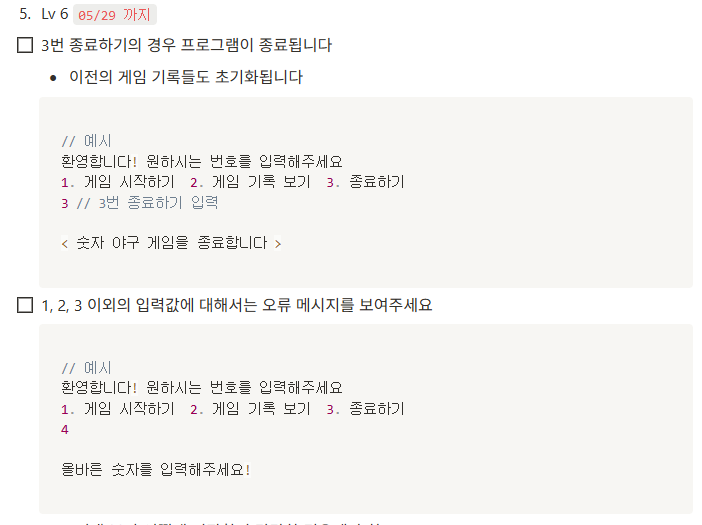 5. Lv 6 05/29 까지
3번 종료하기의 경우 프로그램이 종료됩니다
• 이전의 게임 기록들도 초기화됩니다
// 예시
환영합니다! 원하시는 번호를 입력해주세요
1. 게임 시작하기 2. 게임 기록 보기 3. 종료하기
3 // 3번 종료하기 입력
< 숫자 야구 게임을 종료합니다 >
1, 2, 3 이외의 입력값에 대해서는 오류 메시지를 보여주세요
// 예시
환영합니다! 원하시는 번호를 입력해주세요
1. 게임 시작하기 2. 게임 기록 보기 3. 종료하기
4
올바른 숫자를 입력해주세요!